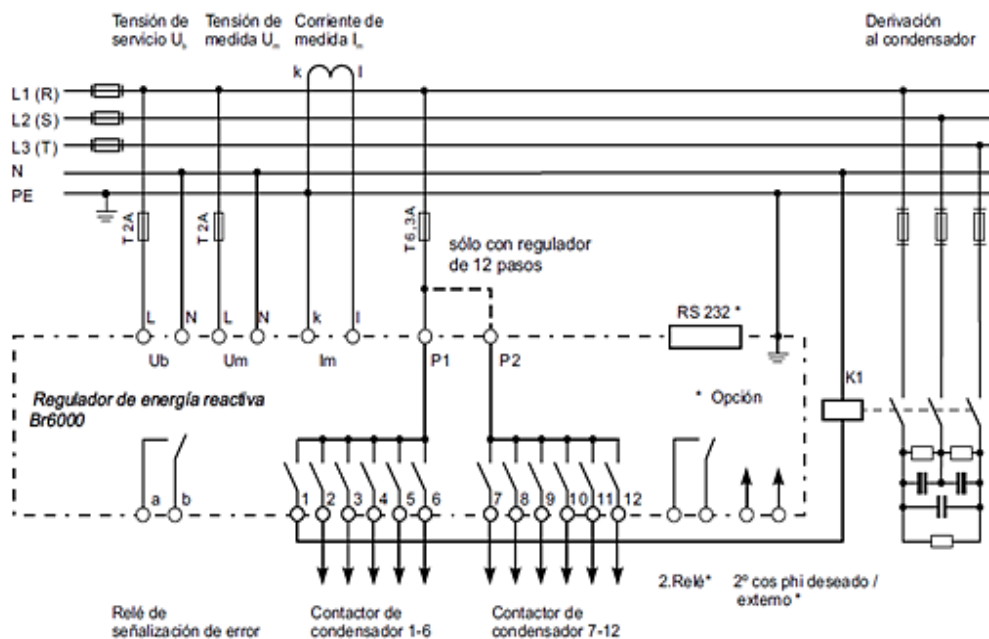 Tensión de
servicio Ub
Tensión de
medida Um
Corriente de
medida Im
Derivación
al condensador
k l
L1 (R)
L2 (S)
L3 (T)
N
PE
T 2A
T 2A
T 6,3A
sólo con regulador
de 12 pasos
L N L N k l
RS 232 *
Ub Um Im P1 P2
K1
Regulador de energía reactiva
Br6000
* Opción
a b
1 2 3 4 5 6 7 8 9 10 11 12
2.Relé*
2º cos phi deseado /
externo *
Relé de
señalización de error
Contactor de
condensador 1-6
Contactor de
condensador 7-12